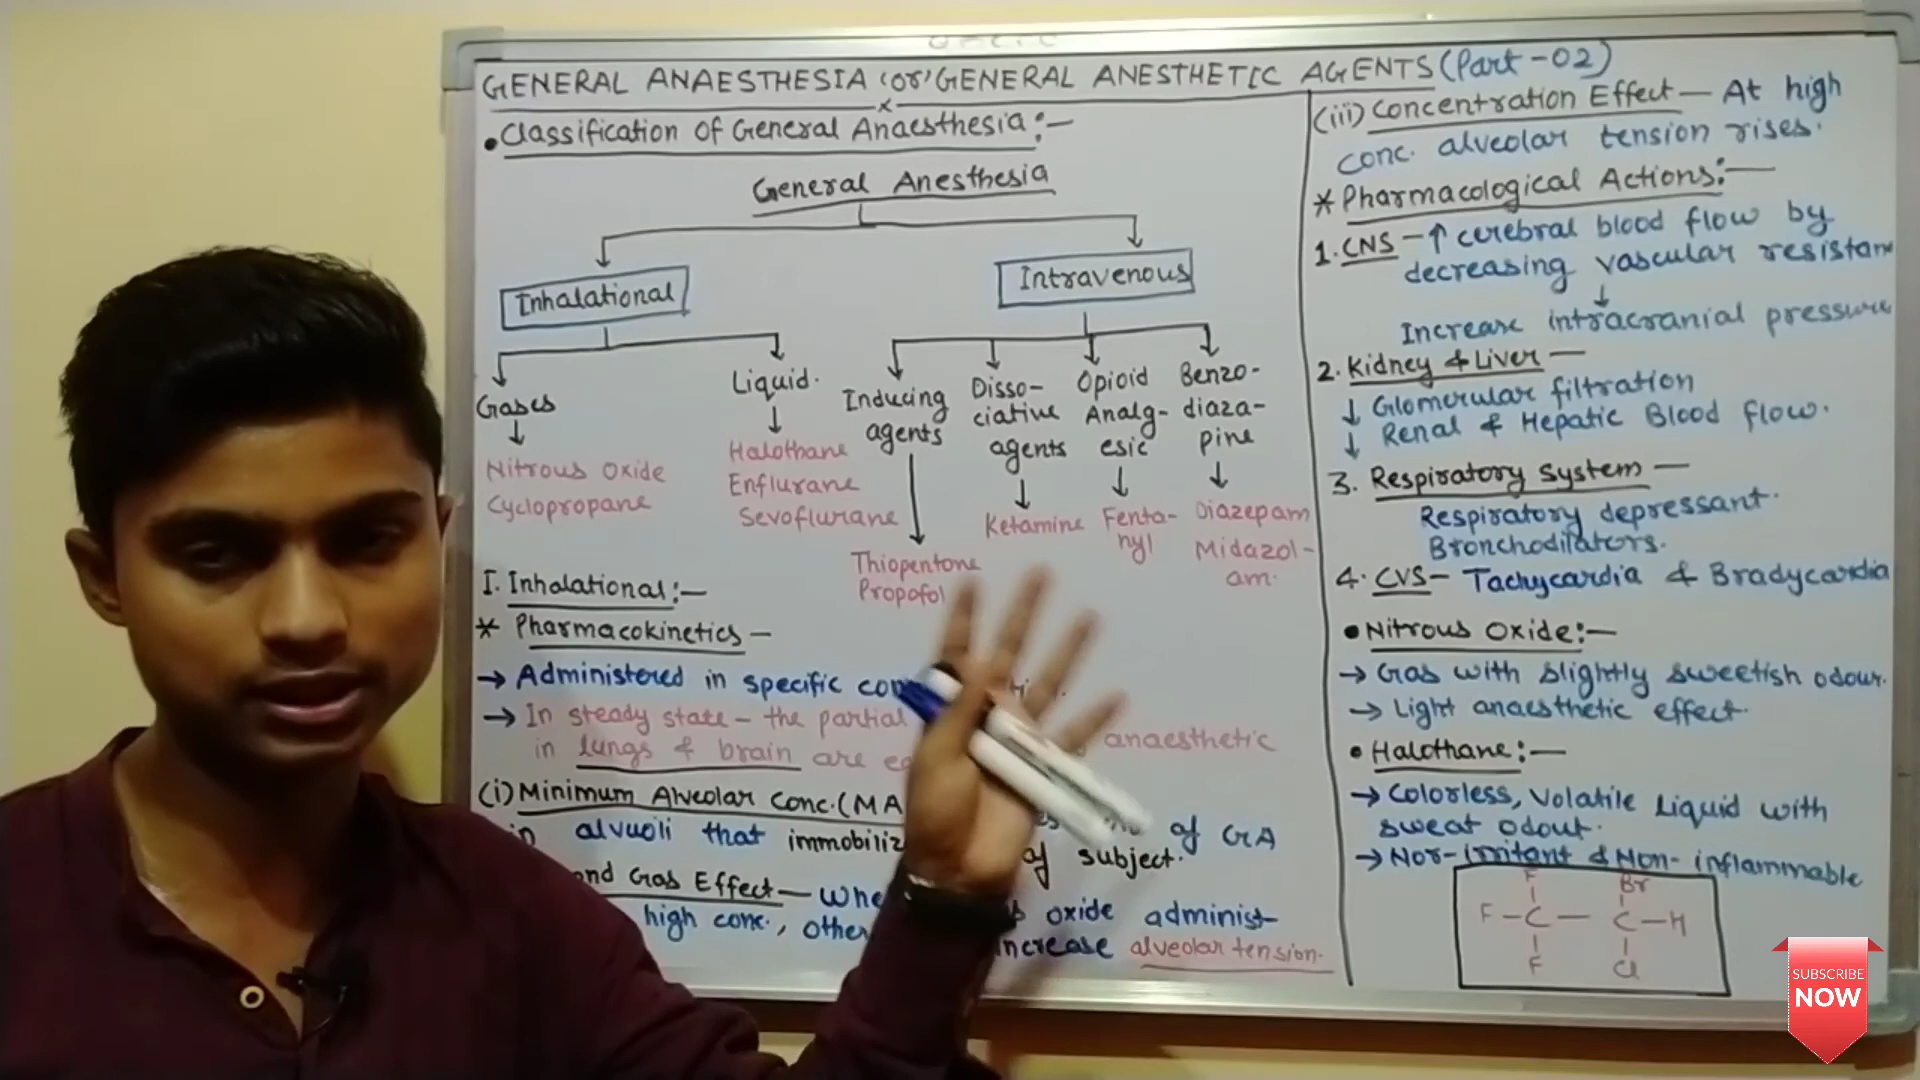 GENERAL ANAESTHESIA 'or' GENERAL ANESTHETIC AGENTS (Part-02)
• Classification of General Anaesthesia:-
General Anesthesia
Inhalational
Intravenous
Gases
Nitrous Oxide
Cyclopropane
Liquid.
Halothane
Enflurane
Sevoflurane
Inducing
agents
Thiopentone
Propofol
Disso-
ciative
agents
Ketamine
Opioid
Analg-
esic
Fenta-
nyl
Benzo-
diaza-
pine
Diazepam
Midazol-
am.
I. Inhalational:-
* Pharmacokinetics -
→ Administered in specific
→ In steady state - the partial anaesthetic
in lungs & brain are
(i) Minimum Alveolar Conc. (MA of GA
in alvuoli that immobiliz of subject.
Gas Effect - oxide administ-
high conc., other increase alveolar tension.
(iii) Concentration Effect - At high
conc. alveolar tension rises.
* Pharmacological Actions:-
1. CNS - ↑ cerebral blood flow by
decreasing vascular resistan
↓
Increase intracranial pressure
2. Kidney & Liver -
↓ Glomerular filtration
↓ Renal & Hepatic Blood flow.
3. Respiratory System -
Respiratory depressant.
Bronchodilators.
4. CVS - Tachycardia & Bradycardia
• Nitrous Oxide:-
→ Gas with slightly sweetish odour.
→ Light anaesthetic effect.
• Halothane:-
→ Colorless, Volatile Liquid with
sweat odout.
→ Non-irritant & Non-inflammable
F Br
F - C - C - H
F Cl
SUBSCRIBE
NOW